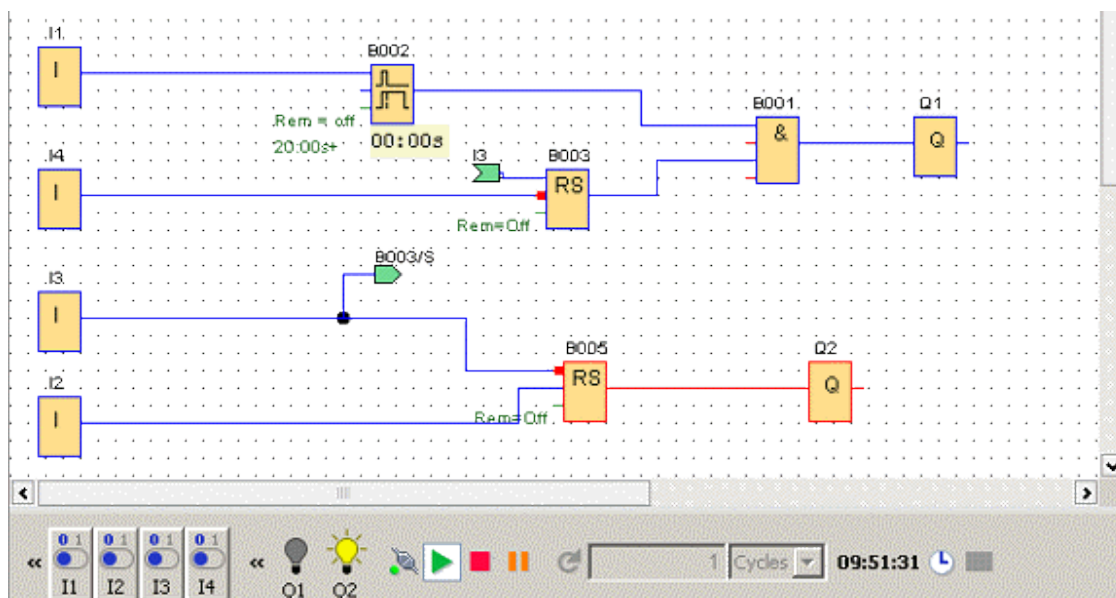 I1
I
B002
Rem = off
20:00s+
00:00s
B001
&
Q1
Q
I4
I
I3
B003
RS
Rem=Off
B003/S
I3
I
B005
RS
Rem=Off
Q2
Q
I2
I
« 0 1 0 1 0 1 0 1 « 1 Cycles 09:51:31
I1 I2 I3 I4 Q1 Q2